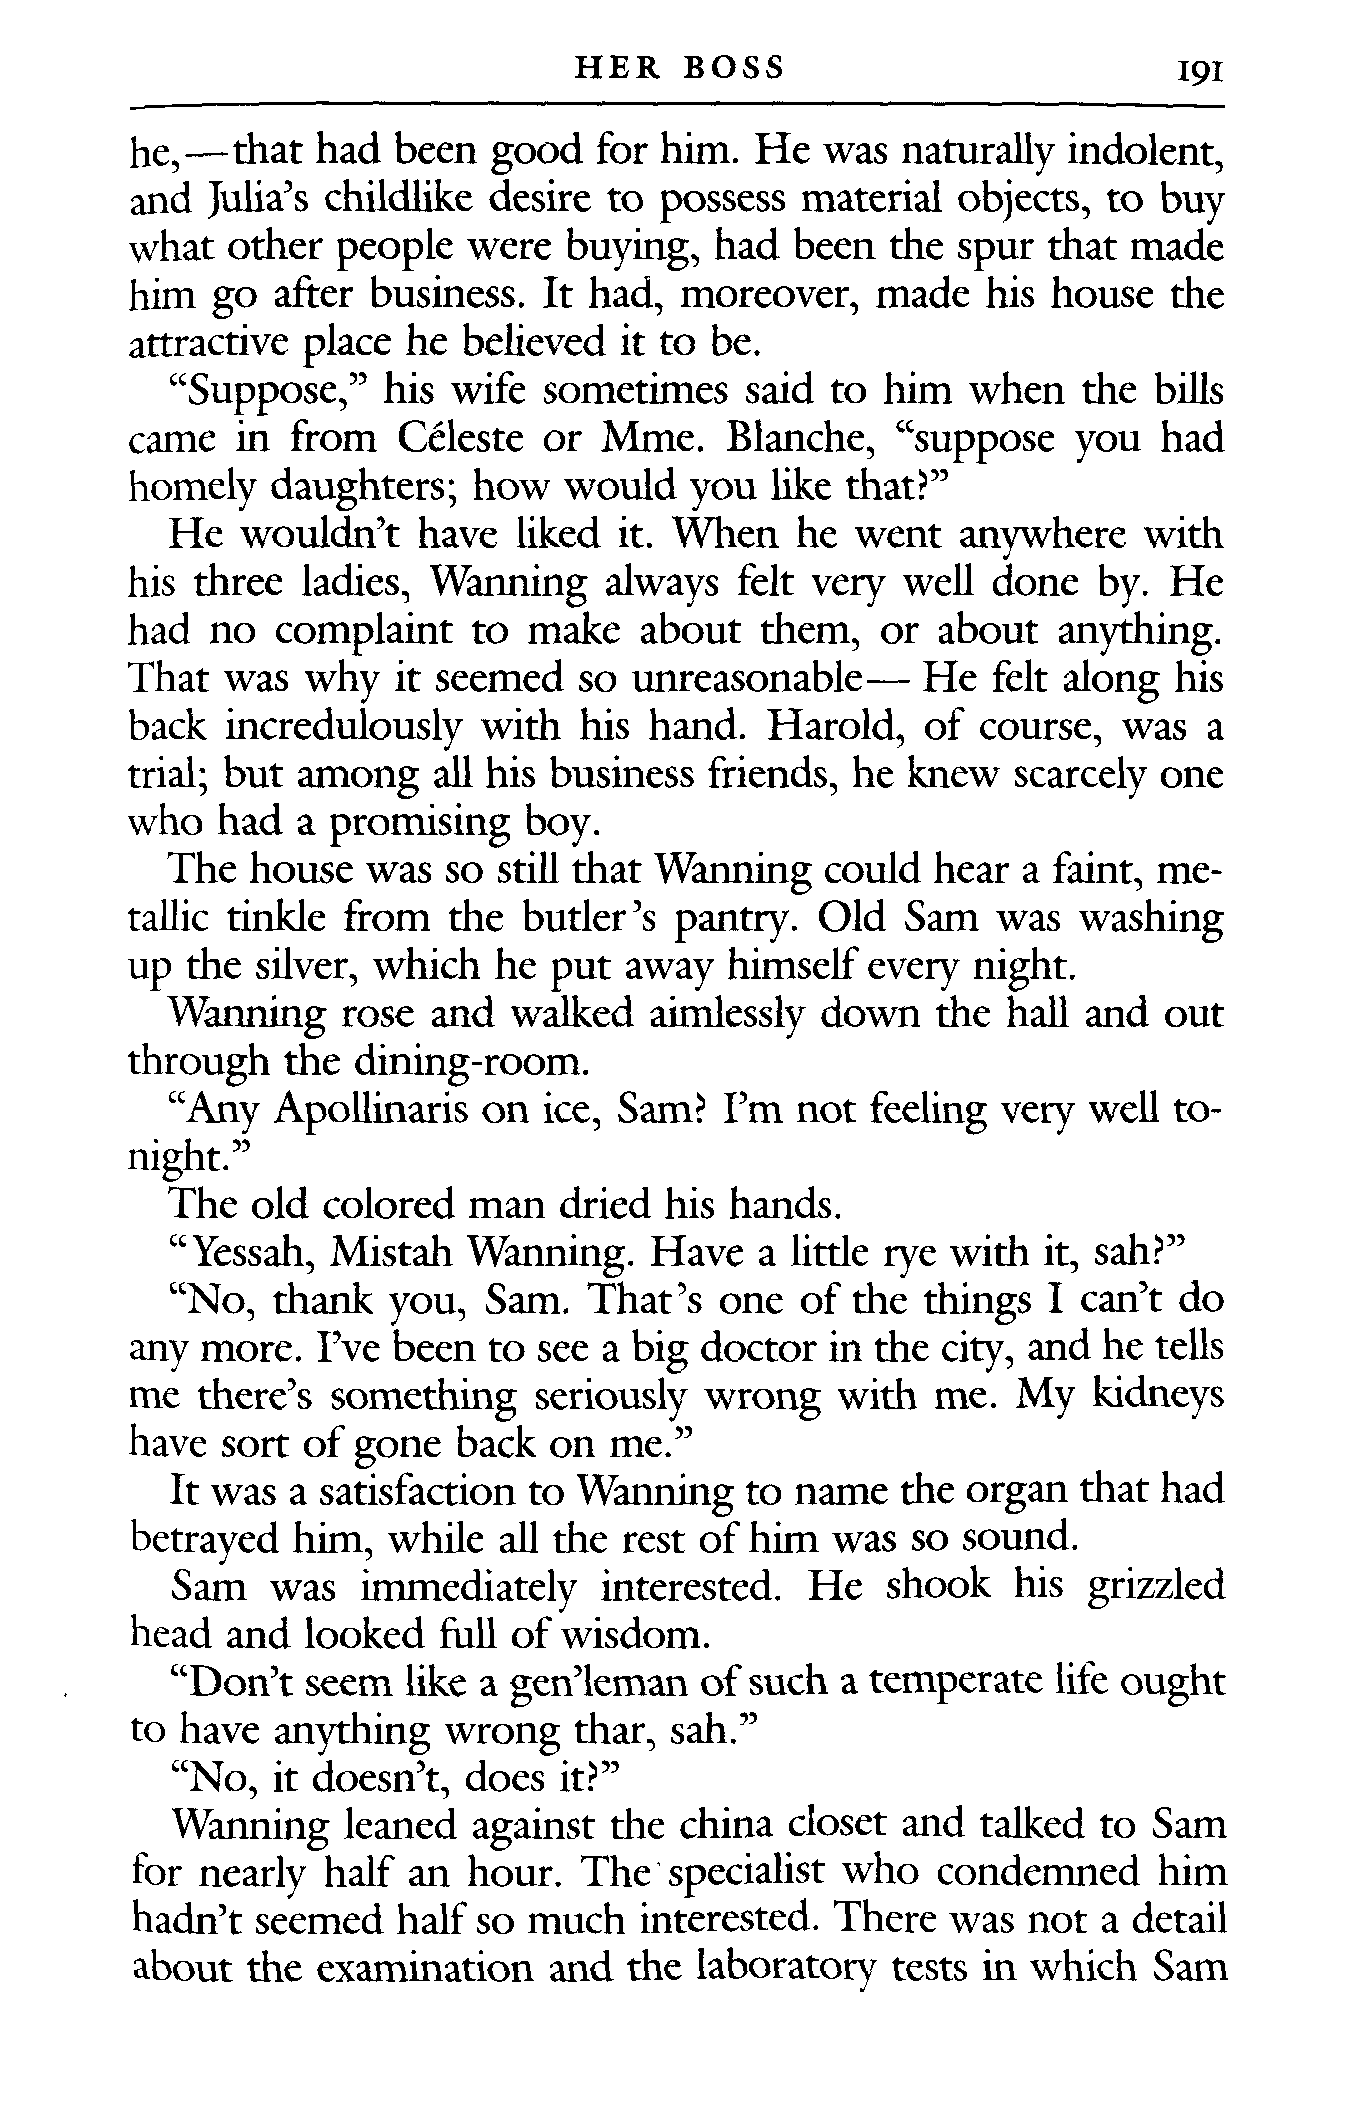 HER BOSS 191
he,—that had been good for him. He was naturally indolent,
and Julia’s childlike desire to possess material objects, to buy
what other people were buying, had been the spur that made
him go after business. It had, moreover, made his house the
attractive place he believed it to be.
“Suppose,” his wife sometimes said to him when the bills
came in from Céleste or Mme. Blanche, “suppose you had
homely daughters; how would you like that?”
He wouldn’t have liked it. When he went anywhere with
his three ladies, Wanning always felt very well done by. He
had no complaint to make about them, or about anything.
That was why it seemed so unreasonable— He felt along his
back incredulously with his hand. Harold, of course, was a
trial; but among all his business friends, he knew scarcely one
who had a promising boy.
The house was so still that Wanning could hear a faint, me-
tallic tinkle from the butler’s pantry. Old Sam was washing
up the silver, which he put away himself every night.
Wanning rose and walked aimlessly down the hall and out
through the dining-room.
“Any Apollinaris on ice, Sam? I’m not feeling very well to-
night.”
The old colored man dried his hands.
“Yessah, Mistah Wanning. Have a little rye with it, sah?”
“No, thank you, Sam. That’s one of the things I can’t do
any more. I’ve been to see a big doctor in the city, and he tells
me there’s something seriously wrong with me. My kidneys
have sort of gone back on me.”
It was a satisfaction to Wanning to name the organ that had
betrayed him, while all the rest of him was so sound.
Sam was immediately interested. He shook his grizzled
head and looked full of wisdom.
“Don’t seem like a gen’leman of such a temperate life ought
to have anything wrong thar, sah.”
“No, it doesn’t, does it?”
Wanning leaned against the china closet and talked to Sam
for nearly half an hour. The specialist who condemned him
hadn’t seemed half so much interested. There was not a detail
about the examination and the laboratory tests in which Sam